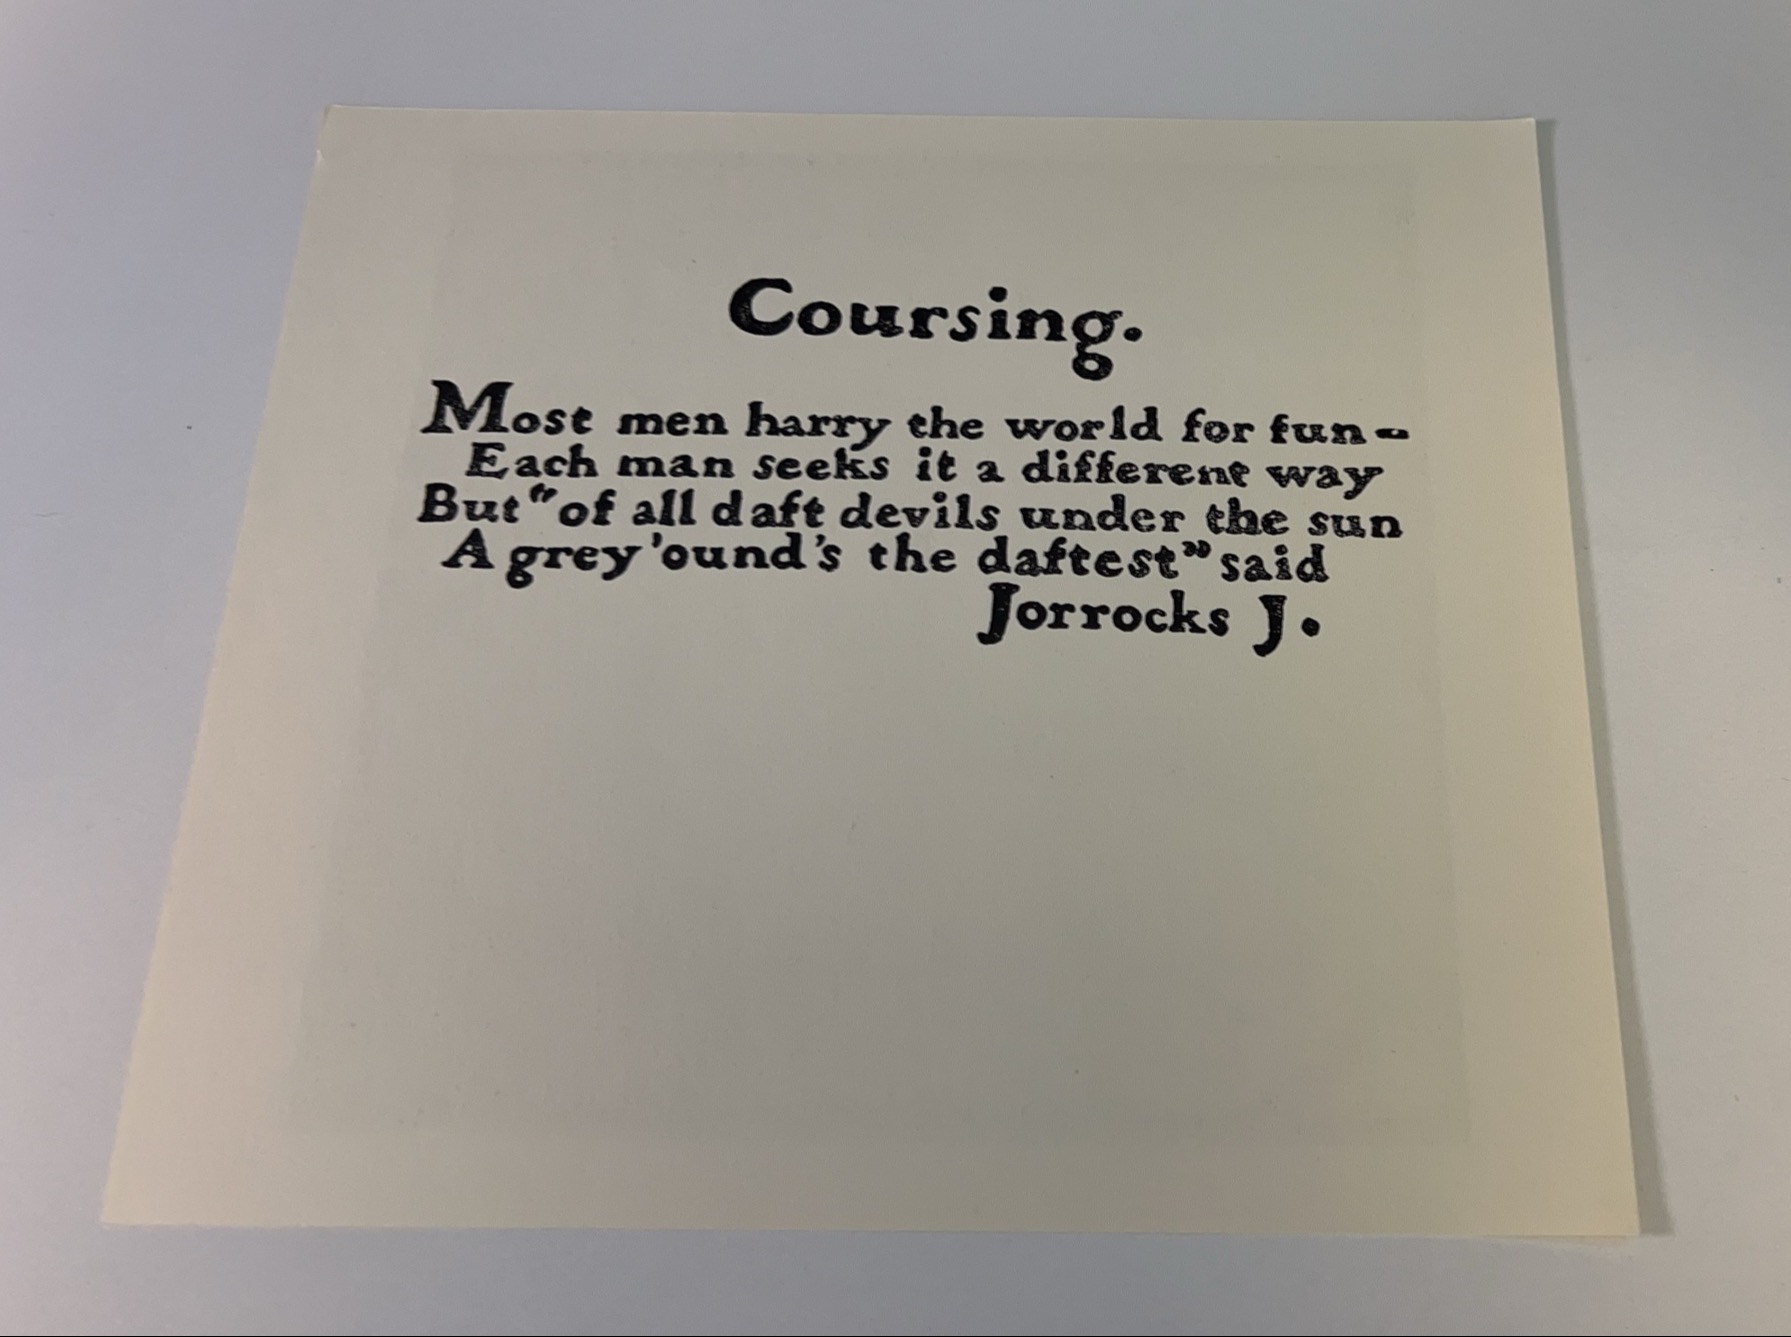 Coursing.
Most men harry the world for fun-
Each man seeks it a different way
But "of all daft devils under the sun
A grey 'ound's the daftest" said
Jorrocks J.